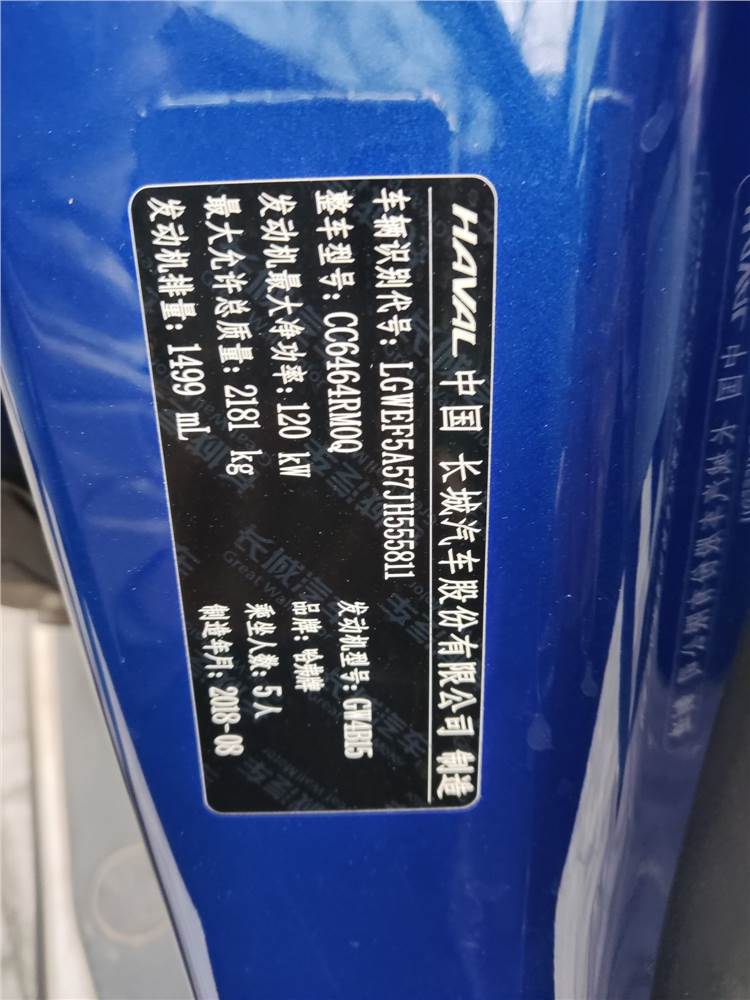 HAVAL 中国 长城汽车股份有限公司 制造
车辆识别代号: LGWEF5A57JH555811
整车型号: CC6464RM0Q 发动机型号: GW4B15
发动机最大净功率: 120 kW 品牌: 哈弗牌
最大允许总质量: 2181 kg 乘坐人数: 5人
发动机排量: 1499 mL 制造年月: 2018-08